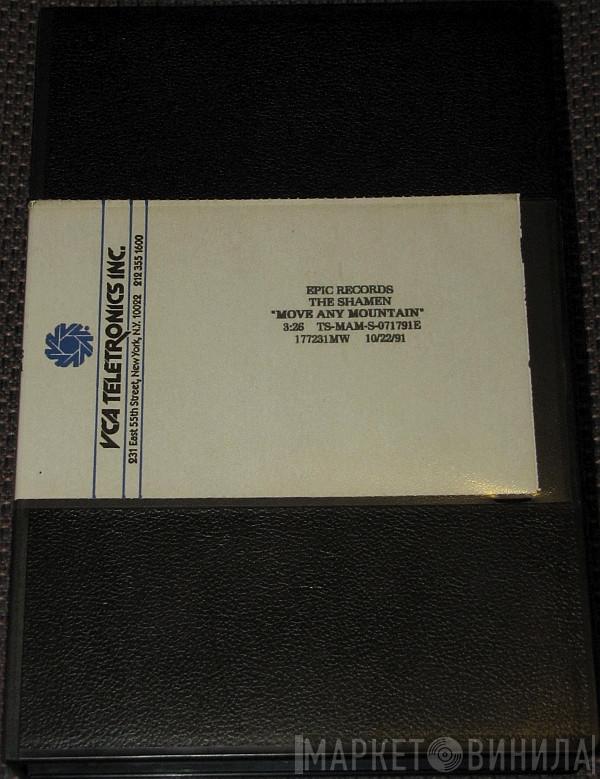 VCA TELETRONICS INC.
231 East 55th Street, New York, N.Y. 10022 212 355 1600
EPIC RECORDS
THE SHAMEN
"MOVE ANY MOUNTAIN"
3:26 TS-MAM-S-071791E
177231MW 10/22/91
МАРКЕТ ВИНИЛА